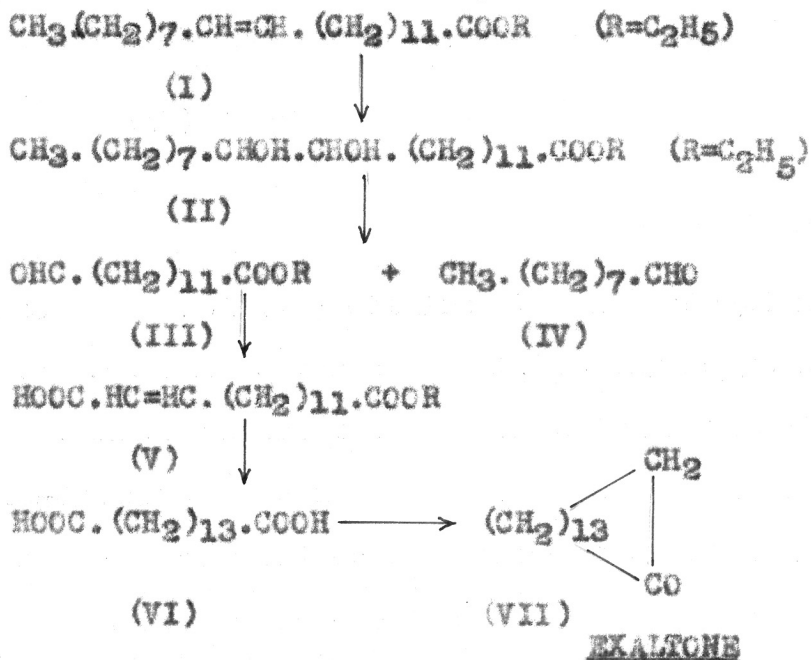 CH3.(CH2)7.CH=CH.(CH2)11.COOR (R=C2H5)
(I)
CH3.(CH2)7.CHOH.CHOH.(CH2)11.COOR (R=C2H5)
(II)
OHC.(CH2)11.COOR + CH3.(CH2)7.CHO
(III) (IV)
HOOC.HC=HC.(CH2)11.COOR
(V)
CH2
HOOC.(CH2)13.COOH (CH2)13
CO
(VI) (VII)
EXALTONE